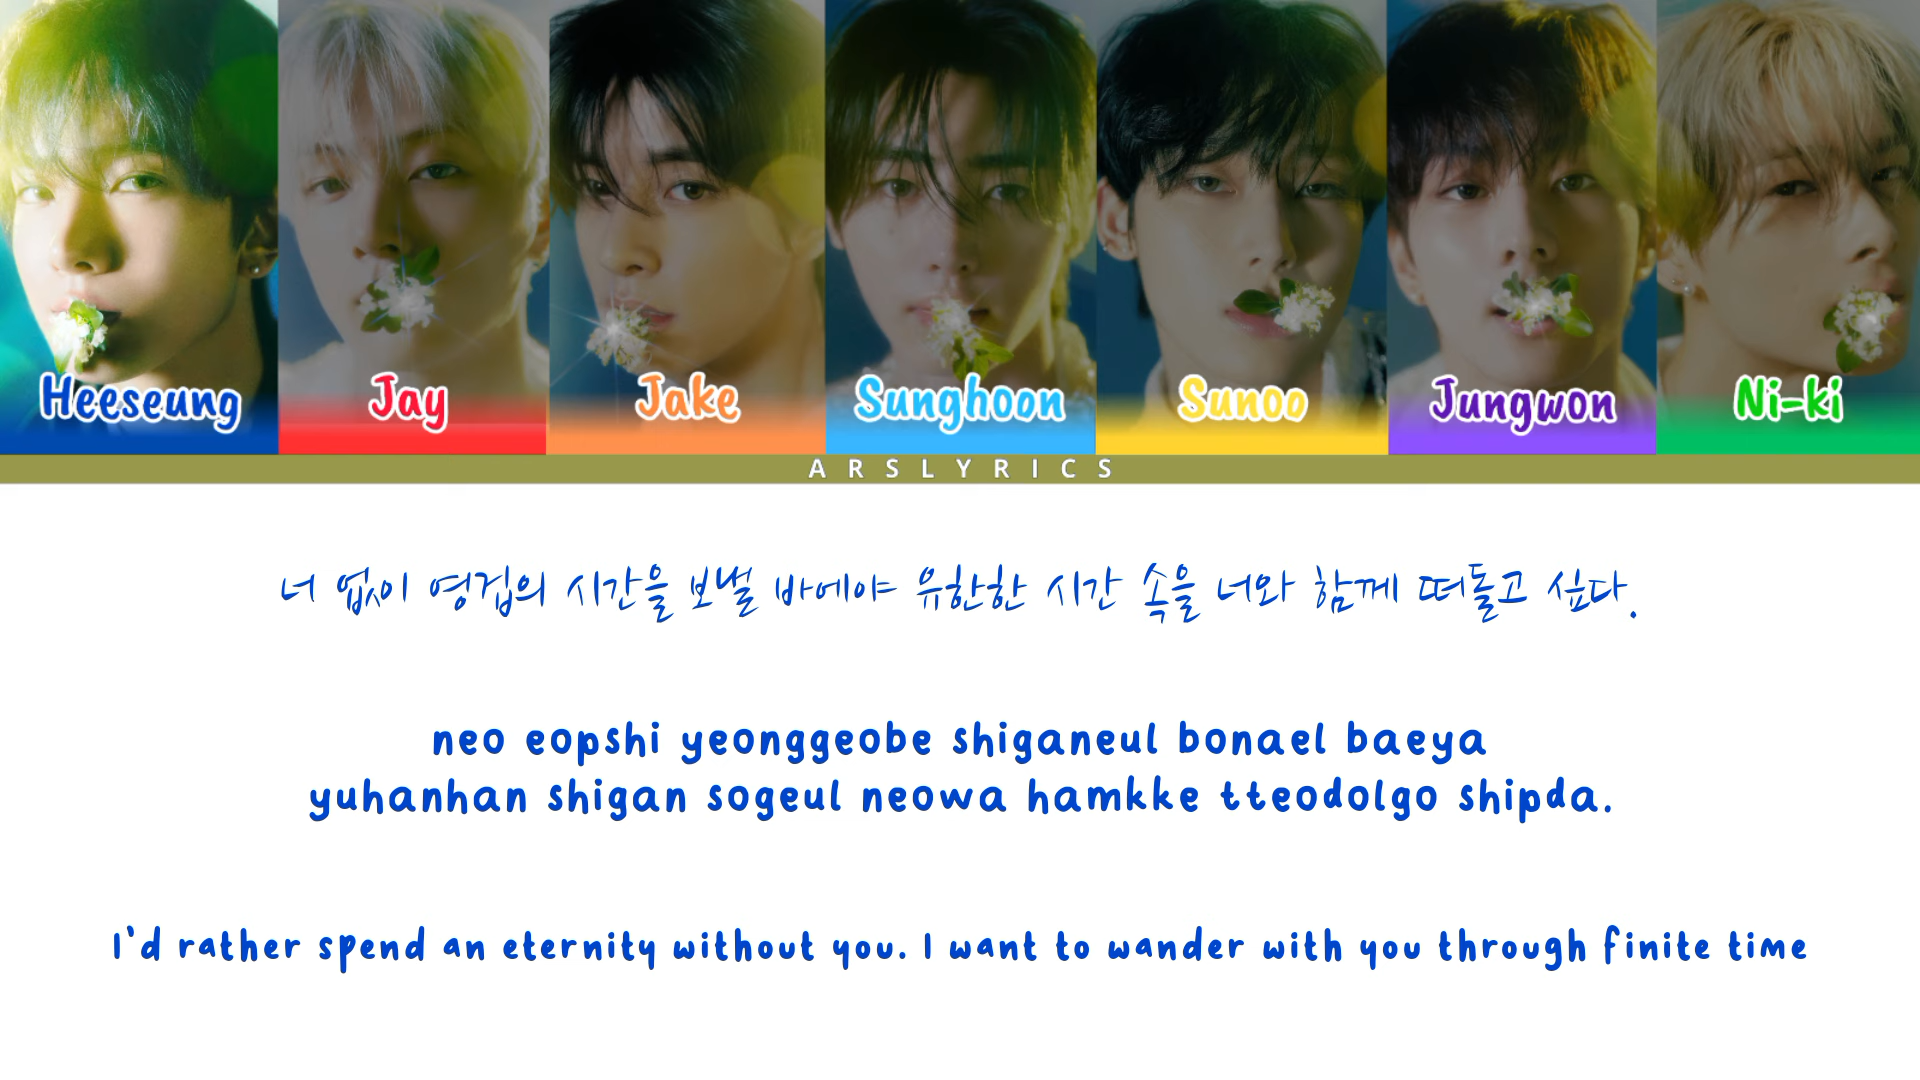 Heeseung
Jay
Jake
Sunghoon
Sunoo
Jungwon
Ni-ki
ARSLYRICS
너 없이 영겁의 시간을 보낼 바에야 유한한 시간 속을 너와 함께 떠돌고 싶다.
neo eopshi yeonggeobe shiganeul bonael baeya
yuhanhan shigan sogeul neowa hamkke tteodolgo shipda.
I'd rather spend an eternity without you. I want to wander with you through finite time